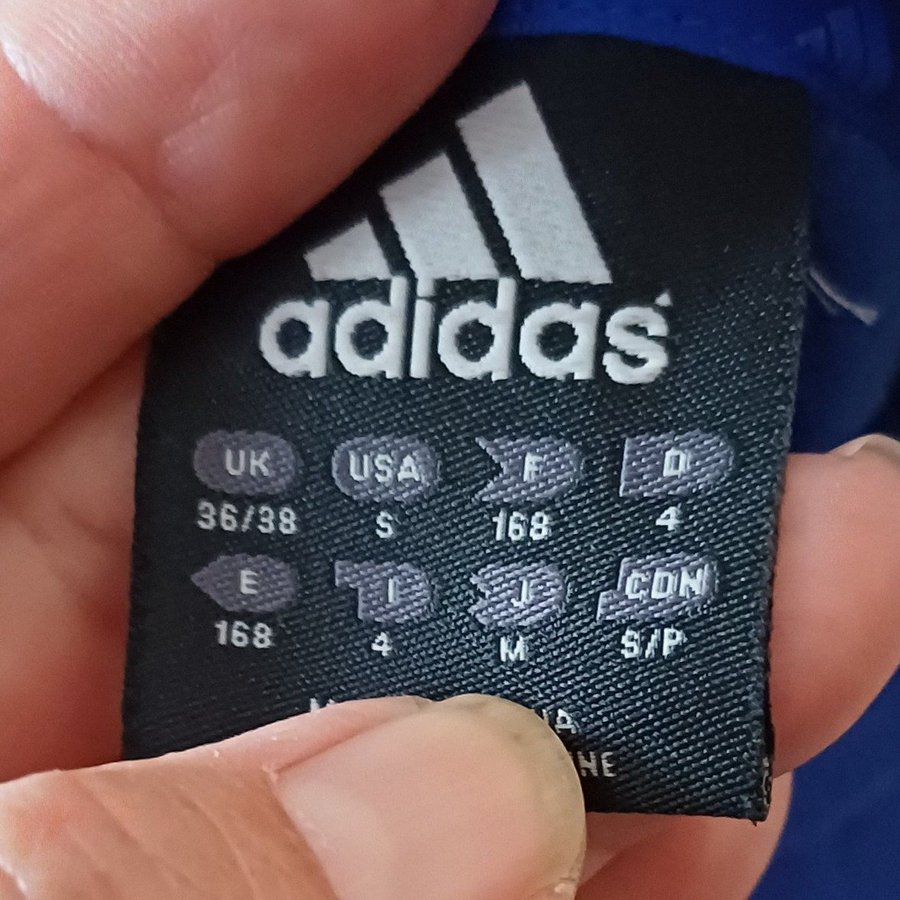 adidas
UK USA F D
36/38 S 168 4
E I J CDN
168 4 M S/P